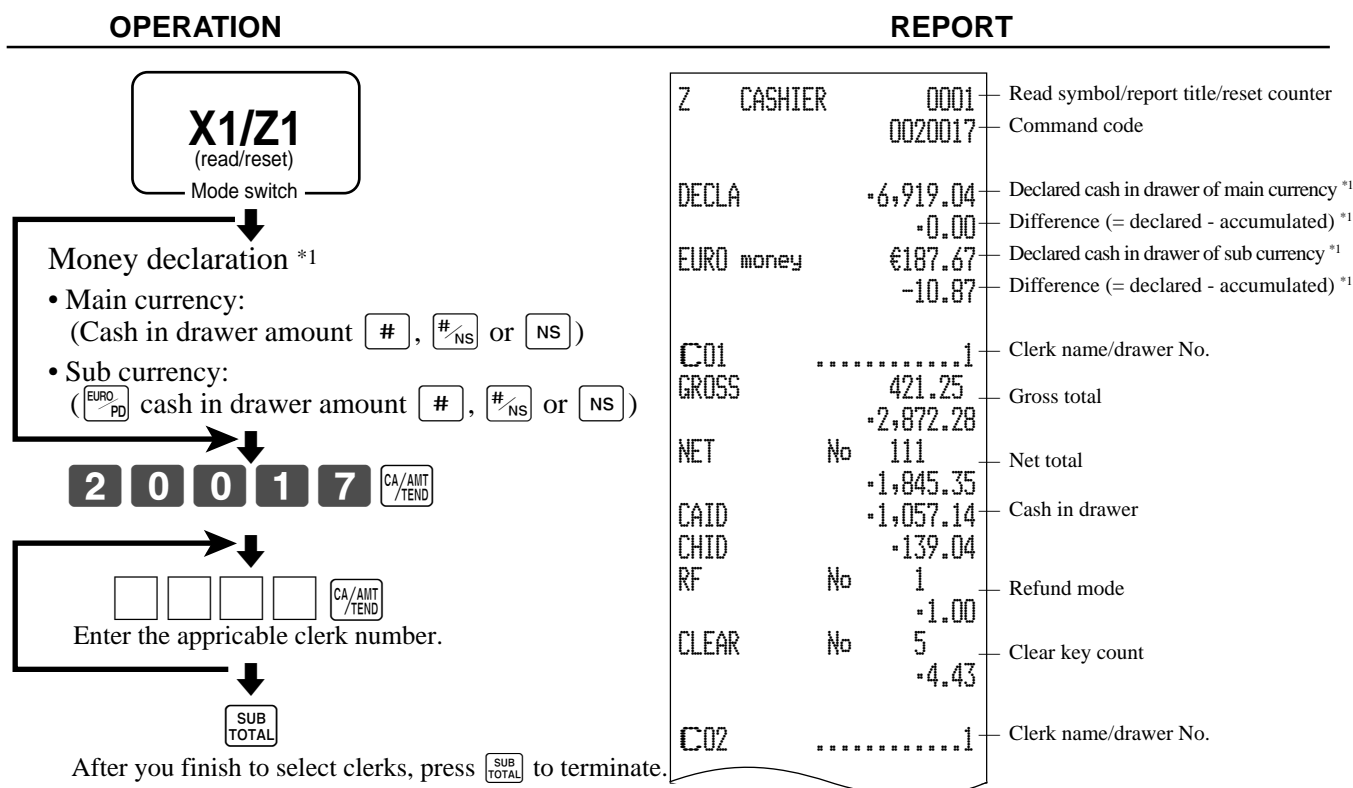 OPERATION
REPORT
X1/Z1
(read/reset)
Mode switch
Money declaration *1
• Main currency:
(Cash in drawer amount #, #/NS or NS)
• Sub currency:
(EURO/PD cash in drawer amount #, #/NS or NS)
2 0 0 1 7 CA/AMT /TEND
CA/AMT /TEND
Enter the appricable clerk number.
SUB TOTAL
After you finish to select clerks, press SUB TOTAL to terminate.
Z CASHIER 0001 Read symbol/report title/reset counter
0020017 Command code
DECLA •6,919.04 Declared cash in drawer of main currency *1
•0.00 Difference (= declared - accumulated) *1
EURO money €187.67 Declared cash in drawer of sub currency *1
-10.87 Difference (= declared - accumulated) *1
C01 ............1 Clerk name/drawer No.
GROSS 421.25 Gross total
•2,872.28
NET No 111 Net total
•1,845.35
CAID •1,057.14 Cash in drawer
CHID •139.04
RF No 1 Refund mode
•1.00
CLEAR No 5 Clear key count
•4.43
C02 ............1 Clerk name/drawer No.